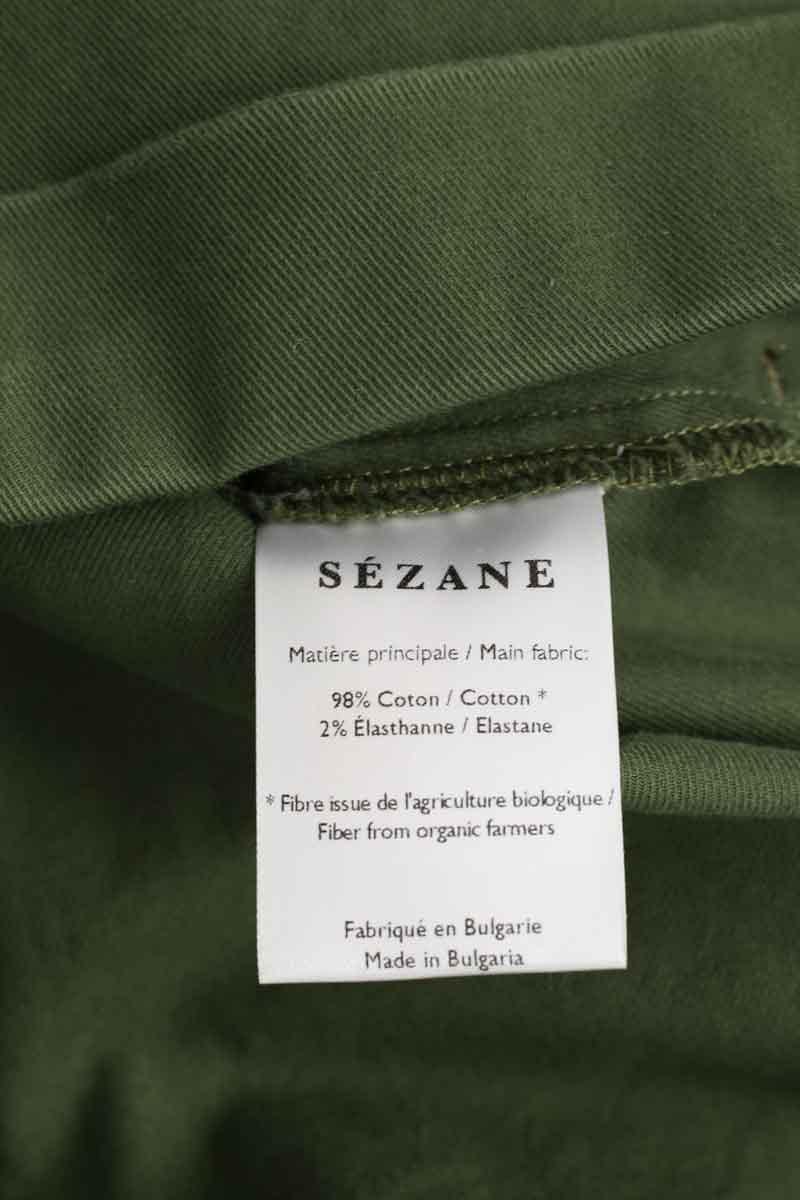 SÉZANE
Matière principale / Main fabric:
98% Coton / Cotton *
2% Élasthanne / Elastane
* Fibre issue de l'agriculture biologique /
Fiber from organic farmers
Fabriqué en Bulgarie
Made in Bulgaria